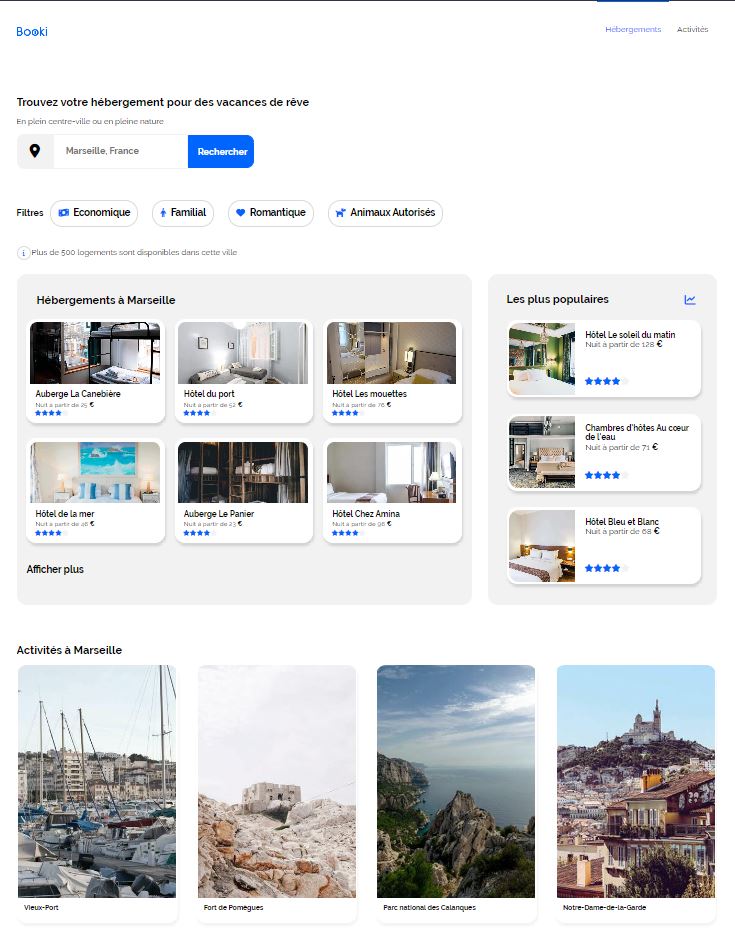 Booki
Hébergements
Activités
Trouvez votre hébergement pour des vacances de rêve
En plein centre-ville ou en pleine nature
Marseille, France
Rechercher
Filtres
Economique
Familial
Romantique
Animaux Autorisés
Plus de 500 logements sont disponibles dans cette ville
Hébergements à Marseille
Auberge La Canebière
Nuit à partir de 25 €
Hôtel du port
Nuit à partir de 52 €
Hôtel Les mouettes
Nuit à partir de 76 €
Hôtel de la mer
Nuit à partir de 46 €
Auberge Le Panier
Nuit à partir de 23 €
Hôtel Chez Amina
Nuit à partir de 96 €
Afficher plus
Les plus populaires
Hôtel Le soleil du matin
Nuit à partir de 128 €
Chambres d'hôtes Au cœur
de l'eau
Nuit à partir de 71 €
Hôtel Bleu et Blanc
Nuit à partir de 68 €
Activités à Marseille
Vieux-Port
Fort de Pomègues
Parc national des Calanques
Notre-Dame-de-la-Garde